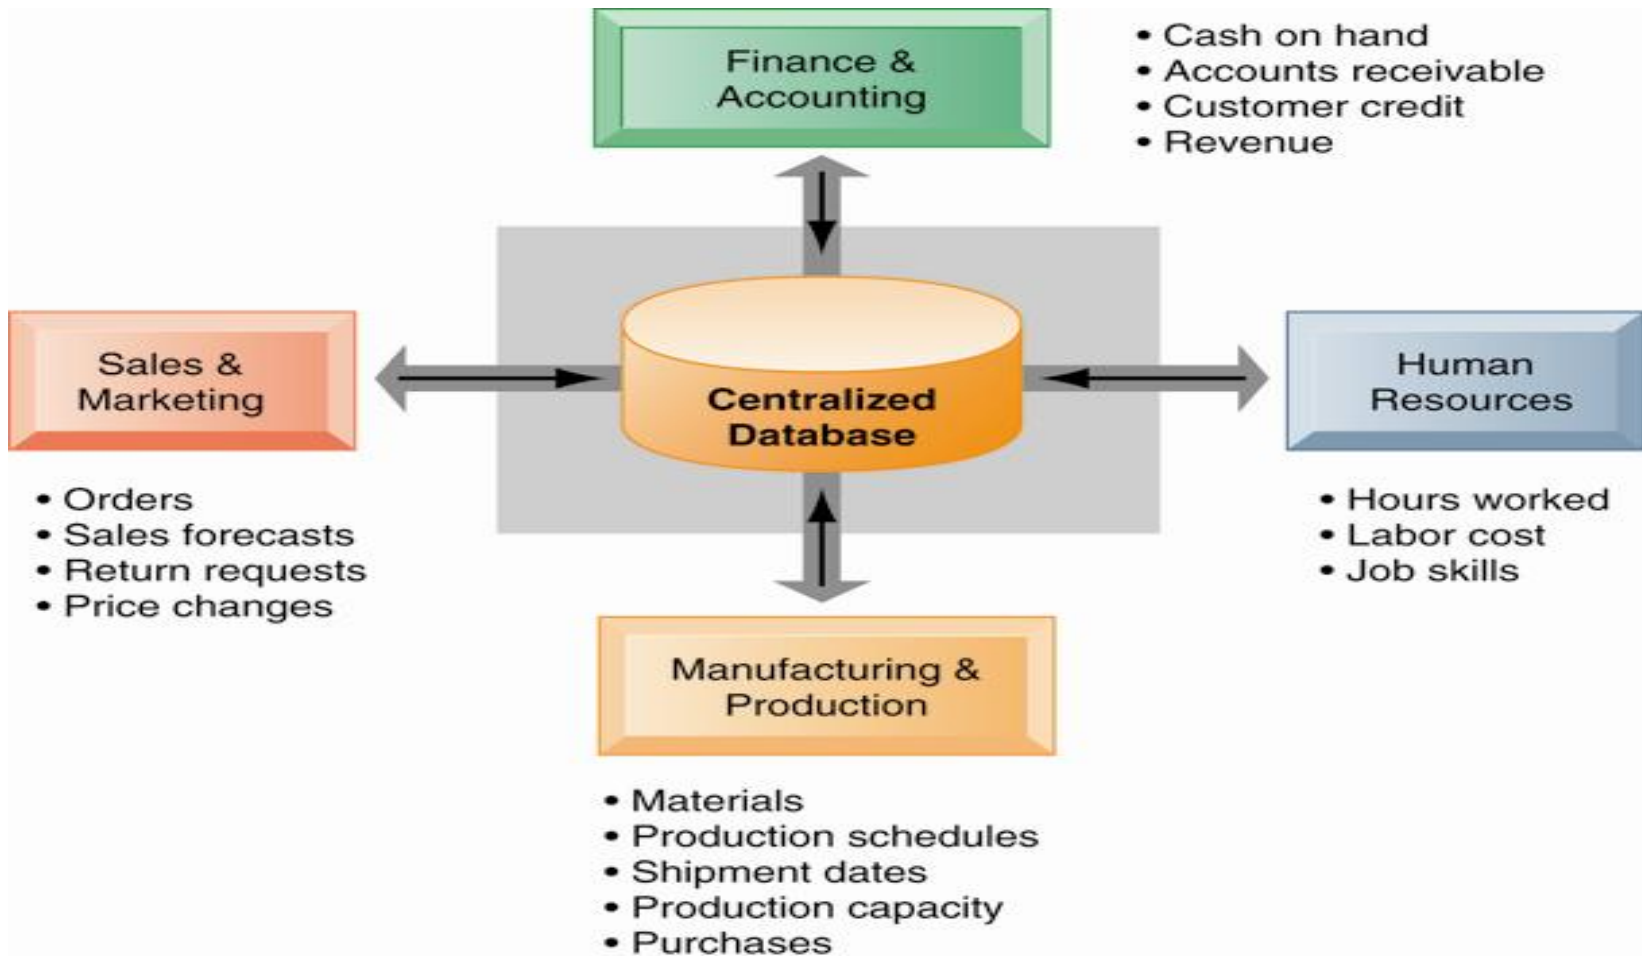 Finance &
Accounting
• Cash on hand
• Accounts receivable
• Customer credit
• Revenue
Sales &
Marketing
• Orders
• Sales forecasts
• Return requests
• Price changes
Centralized
Database
Human
Resources
• Hours worked
• Labor cost
• Job skills
Manufacturing &
Production
• Materials
• Production schedules
• Shipment dates
• Production capacity
• Purchases